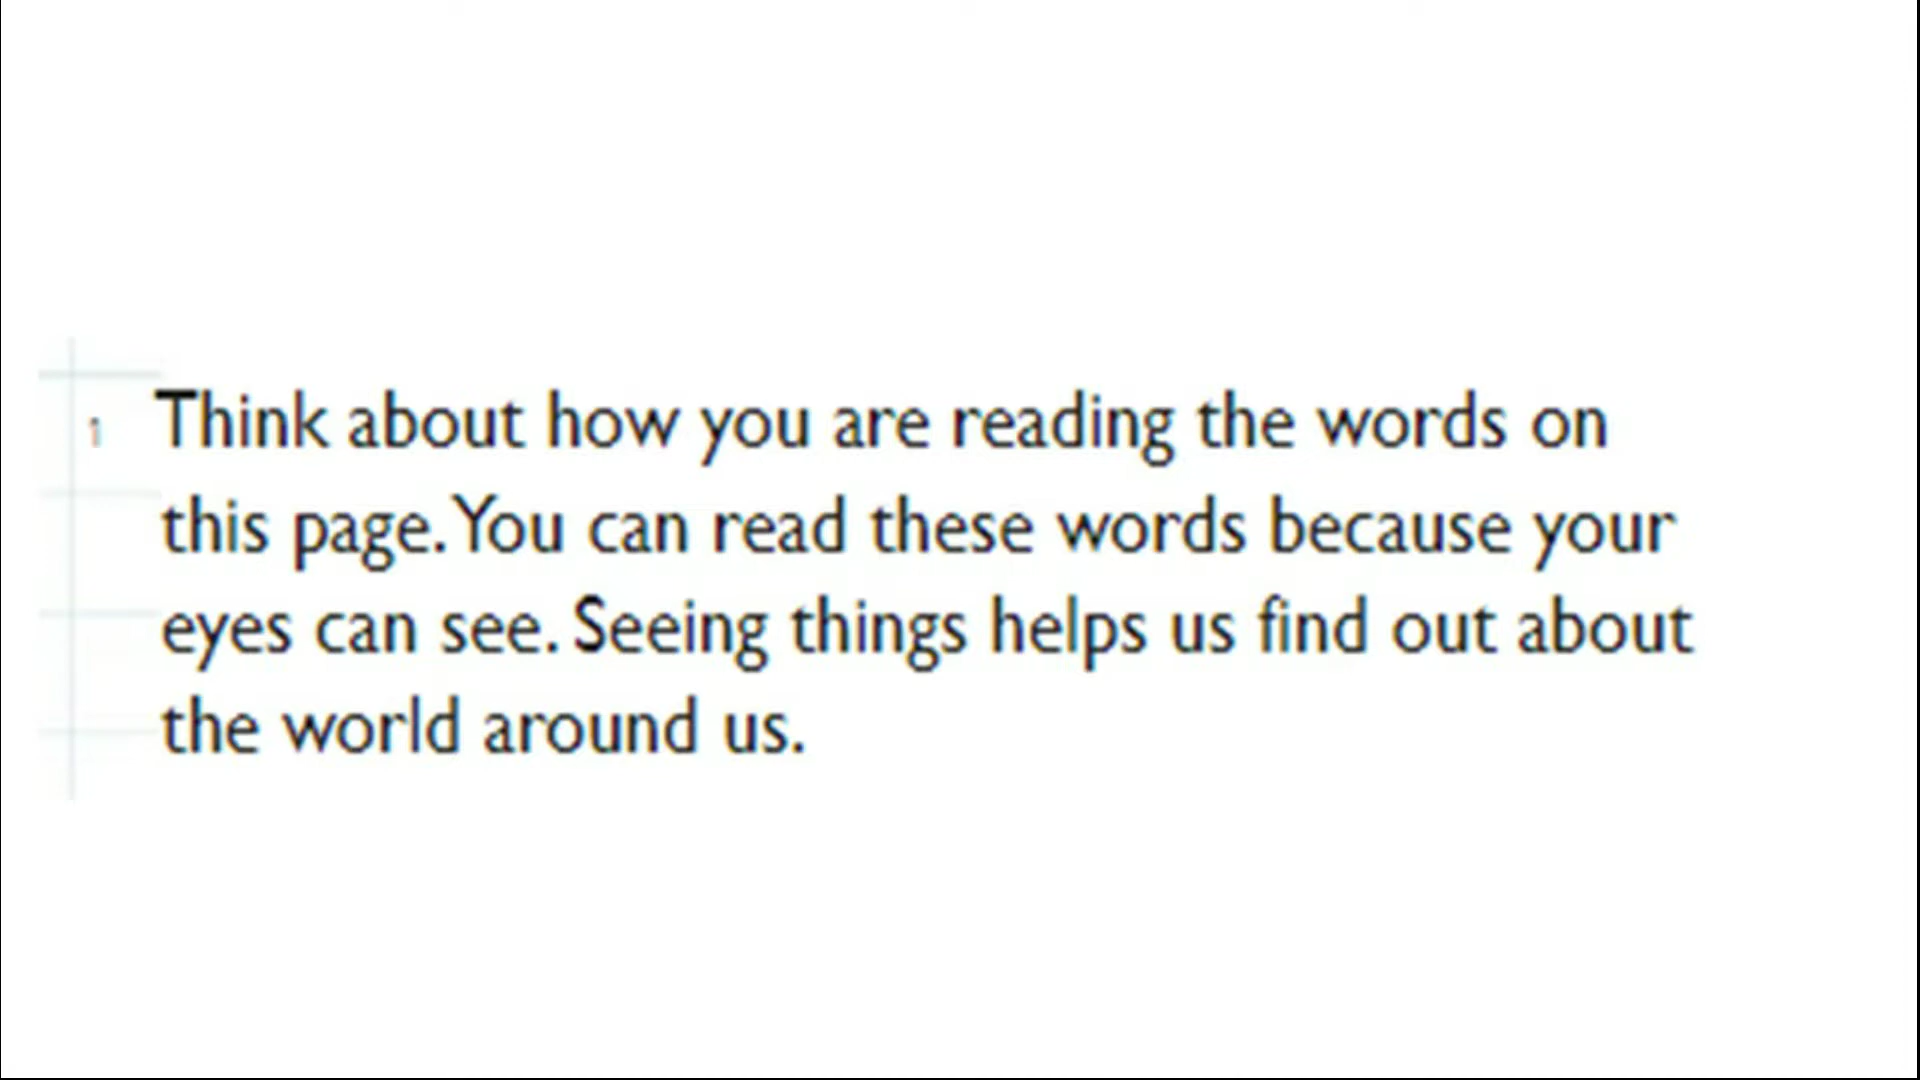 1 Think about how you are reading the words on
this page. You can read these words because your
eyes can see. Seeing things helps us find out about
the world around us.